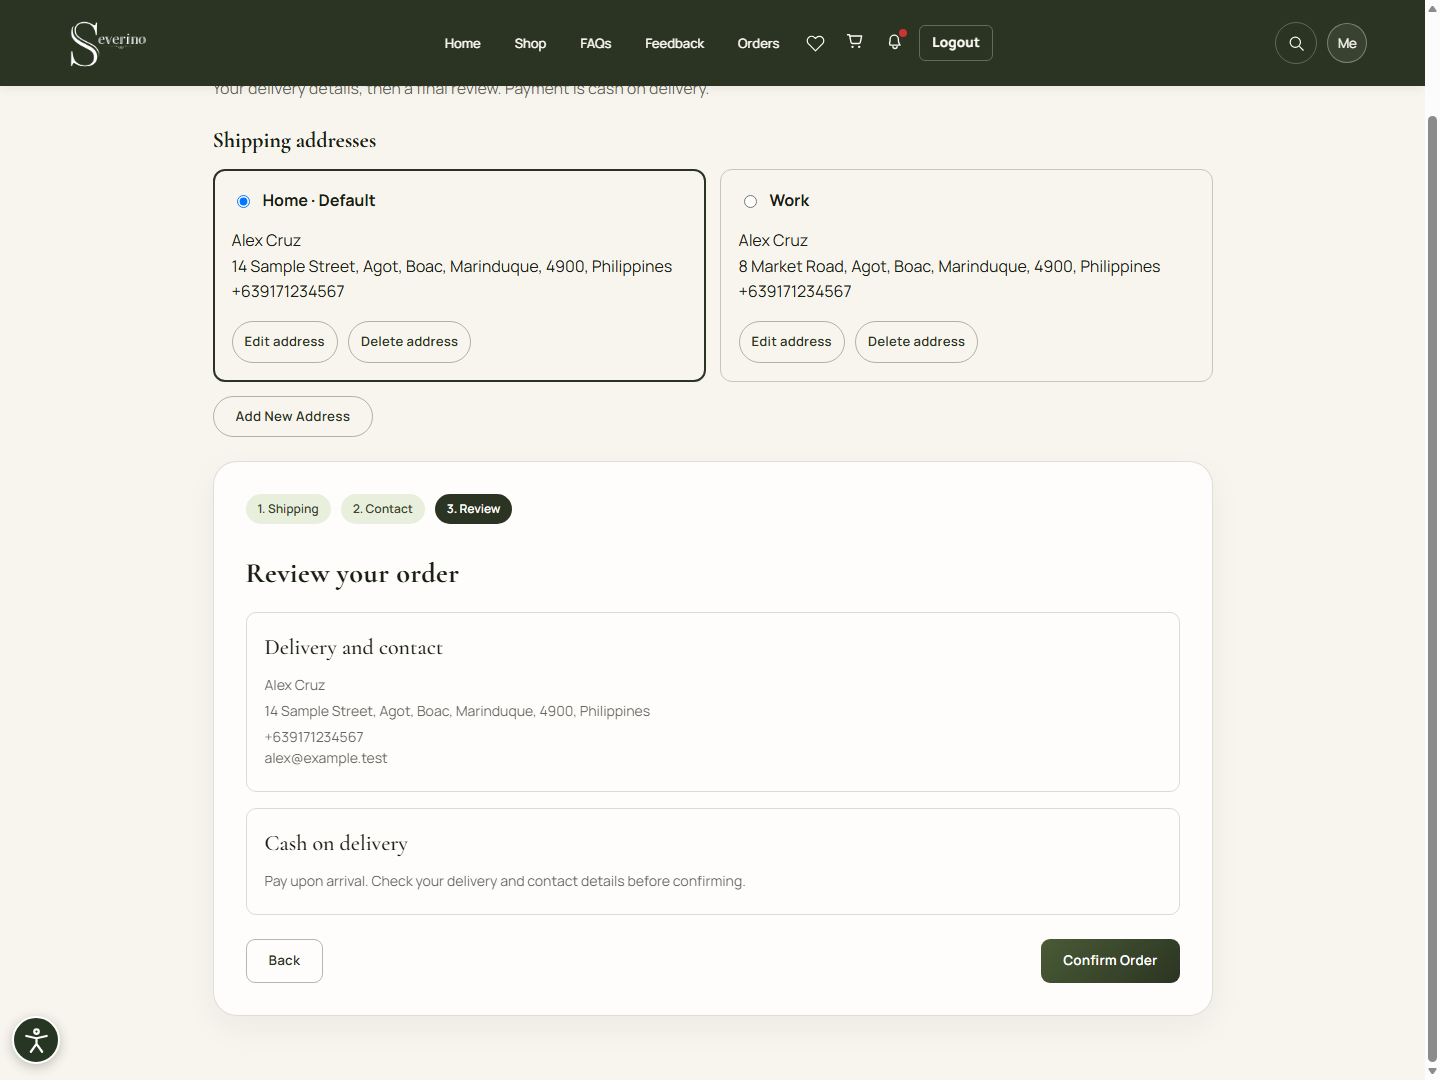 Severino
Home
Shop
FAQs
Feedback
Orders
Logout
Me
Your delivery details, then a final review. Payment is cash on delivery.
Shipping addresses
Home · Default
Alex Cruz
14 Sample Street, Agot, Boac, Marinduque, 4900, Philippines
+639171234567
Edit address
Delete address
Work
Alex Cruz
8 Market Road, Agot, Boac, Marinduque, 4900, Philippines
+639171234567
Edit address
Delete address
Add New Address
1. Shipping
2. Contact
3. Review
Review your order
Delivery and contact
Alex Cruz
14 Sample Street, Agot, Boac, Marinduque, 4900, Philippines
+639171234567
alex@example.test
Cash on delivery
Pay upon arrival. Check your delivery and contact details before confirming.
Back
Confirm Order